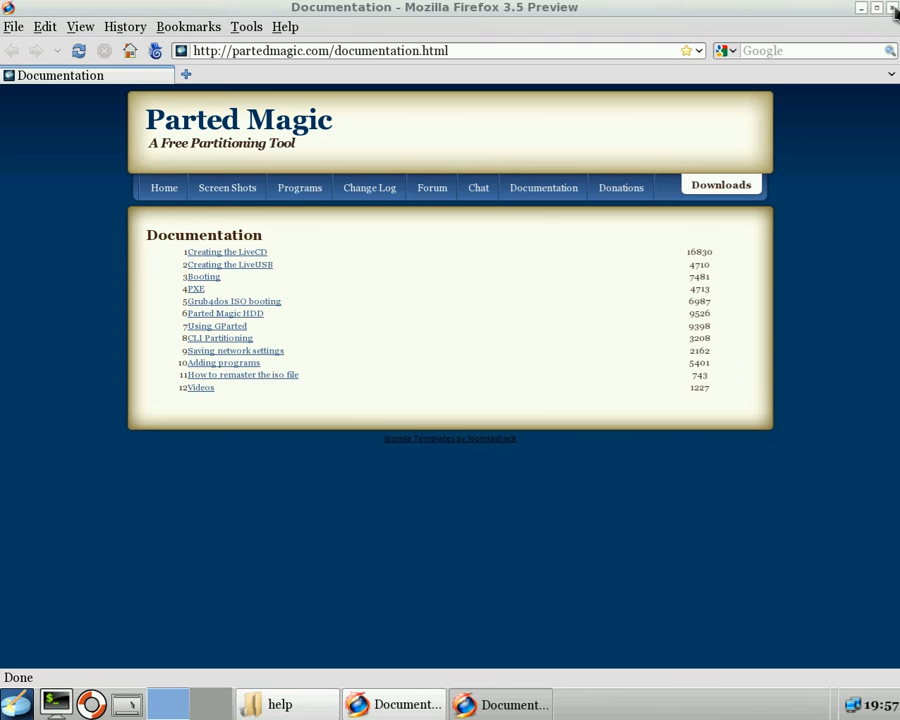 Documentation - Mozilla Firefox 3.5 Preview
File Edit View History Bookmarks Tools Help
http://partedmagic.com/documentation.html
Google
Documentation
Parted Magic
A Free Partitioning Tool
Home Screen Shots Programs Change Log Forum Chat Documentation Donations Downloads
Documentation
1 Creating the LiveCD 16830
2 Creating the LiveUSB 4710
3 Booting 7481
4 PXE 4713
5 Grub4dos ISO booting 6987
6 Parted Magic HDD 9526
7 Using GParted 9398
8 CLI Partitioning 3208
9 Saving network settings 2162
10 Adding programs 5401
11 How to remaster the iso file 743
12 Videos 1227
Joomla Templates by Joomlashack
Done
help Document... Document... 19:57